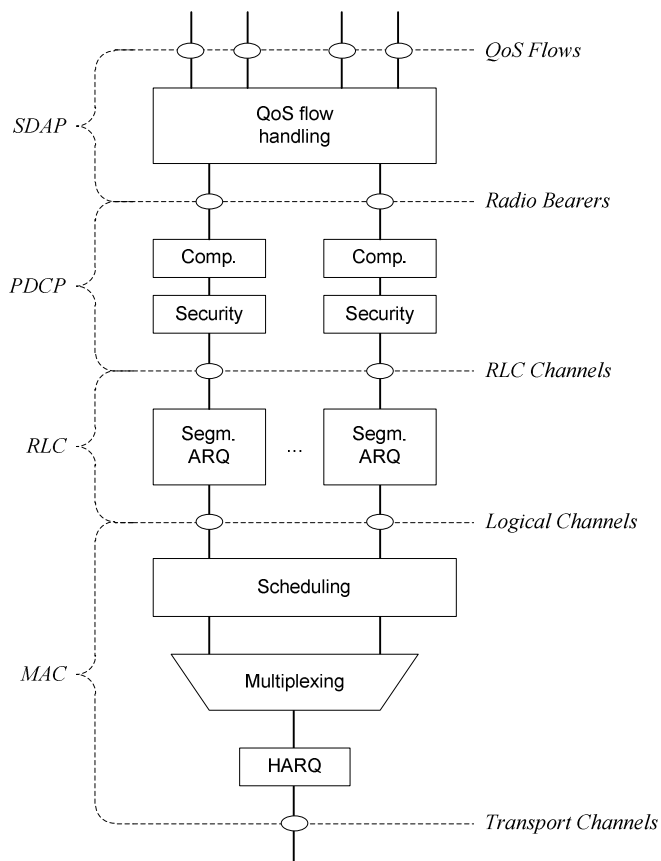 QoS Flows
SDAP
QoS flow
handling
Radio Bearers
Comp.
Comp.
PDCP
Security
Security
RLC Channels
RLC
Segm.
ARQ
...
Segm.
ARQ
Logical Channels
Scheduling
MAC
Multiplexing
HARQ
Transport Channels